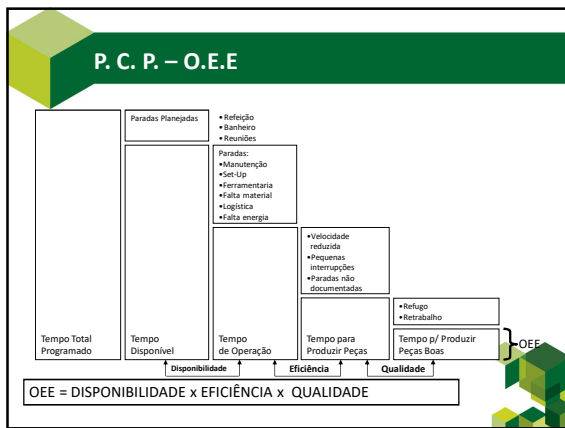 P. C. P. – O.E.E
Paradas Planejadas
•Refeição
•Banheiro
•Reuniões
Paradas:
•Manutenção
•Set-Up
•Ferramentaria
•Falta material
•Logística
•Falta energia
•Velocidade
reduzida
•Pequenas
interrupções
•Paradas não
documentadas
•Refugo
•Retrabalho
Tempo Total
Programado
Tempo
Disponível
Tempo
de Operação
Tempo para
Produzir Peças
Tempo p/ Produzir
Peças Boas
OEE
Disponibilidade
Eficiência
Qualidade
OEE = DISPONIBILIDADE x EFICIÊNCIA x QUALIDADE